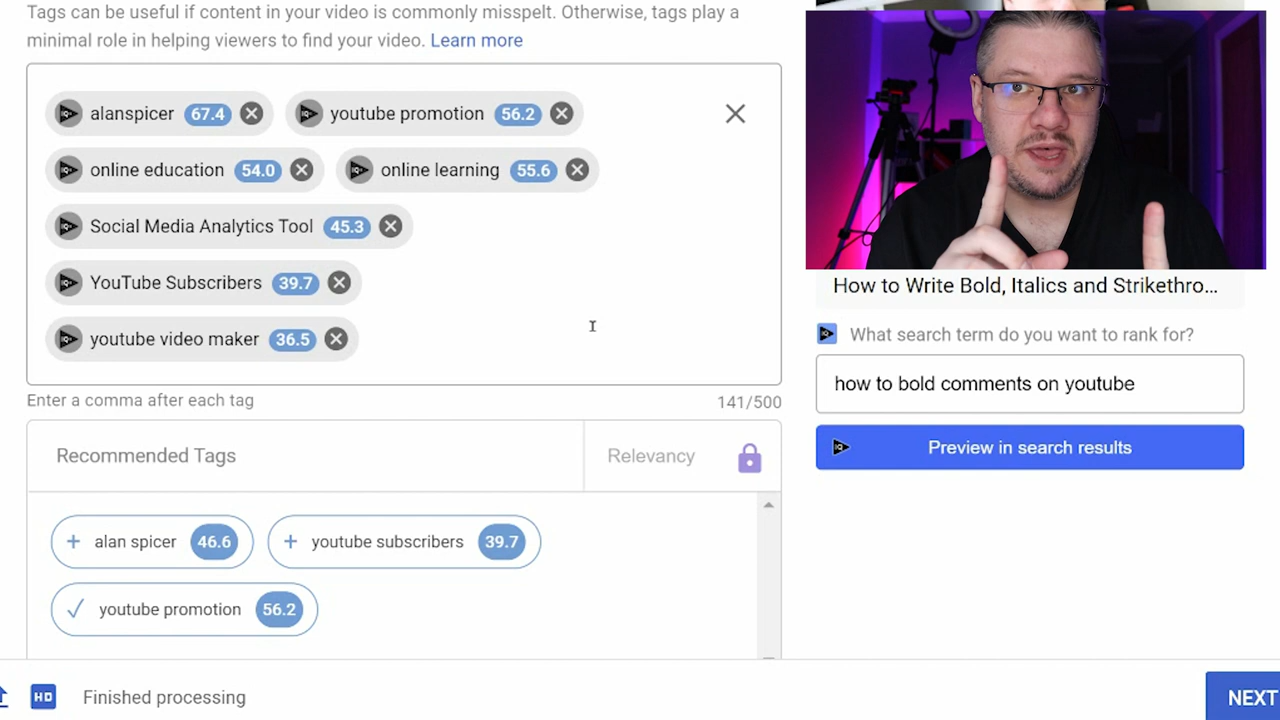 Tags can be useful if content in your video is commonly misspelt. Otherwise, tags play a
minimal role in helping viewers to find your video. Learn more
alanspicer 67.4 youtube promotion 56.2
online education 54.0 online learning 55.6
Social Media Analytics Tool 45.3
YouTube Subscribers 39.7
youtube video maker 36.5
Enter a comma after each tag 141/500
Recommended Tags Relevancy
+ alan spicer 46.6 + youtube subscribers 39.7
✓ youtube promotion 56.2
How to Write Bold, Italics and Strikethro...
What search term do you want to rank for?
how to bold comments on youtube
Preview in search results
HD Finished processing
NEXT